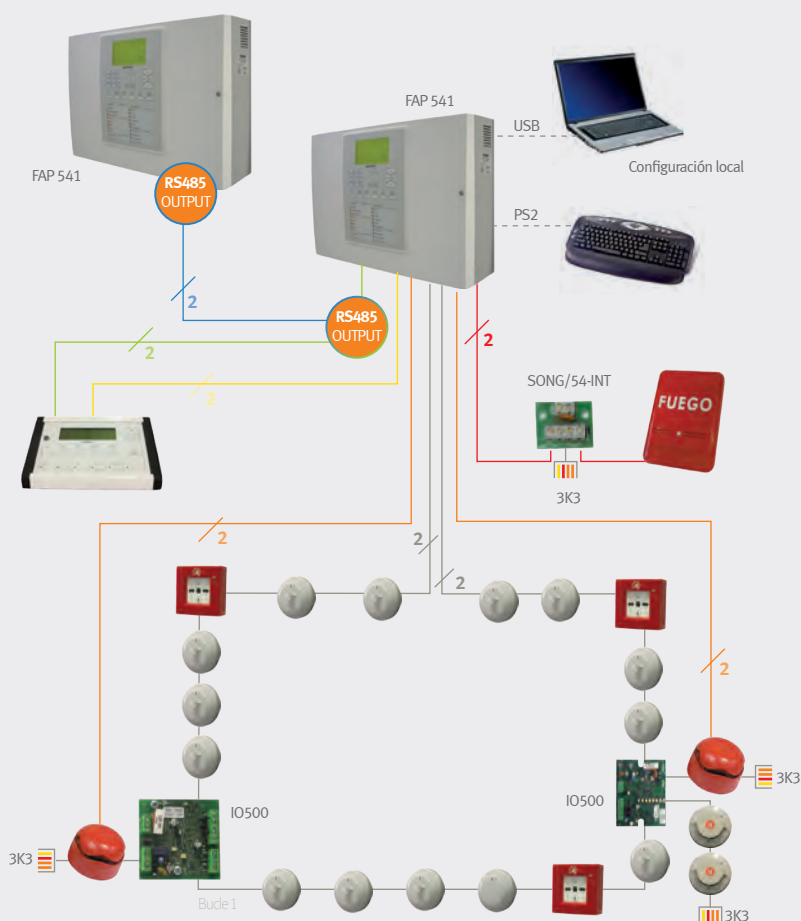 FAP 541
USB
Configuración local
FAP 541
RS485
OUTPUT
PS2
2
RS485
OUTPUT
2
2
2
SONG/54-INT
FUEGO
3K3
2
2
2
2
IO500
IO500
3K3
3K3
Bucle 1
3K3